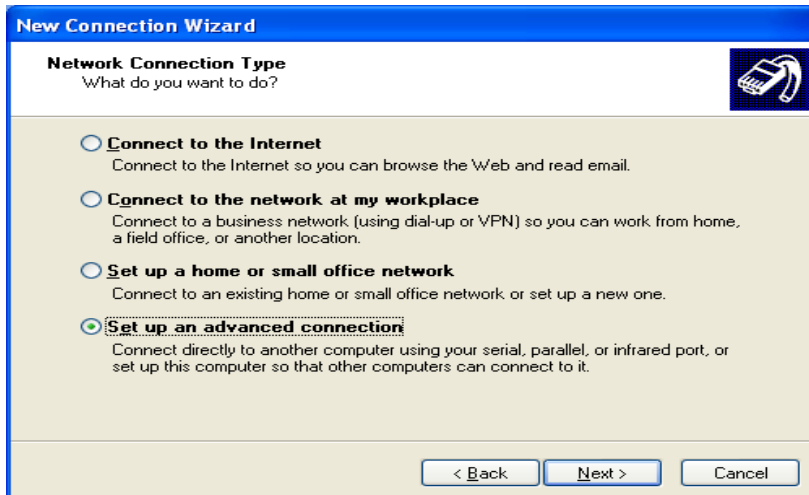 New Connection Wizard
Network Connection Type
What do you want to do?
Connect to the Internet
Connect to the Internet so you can browse the Web and read email.
Connect to the network at my workplace
Connect to a business network (using dial-up or VPN) so you can work from home,
a field office, or another location.
Set up a home or small office network
Connect to an existing home or small office network or set up a new one.
Set up an advanced connection
Connect directly to another computer using your serial, parallel, or infrared port, or
set up this computer so that other computers can connect to it.
< Back Next > Cancel